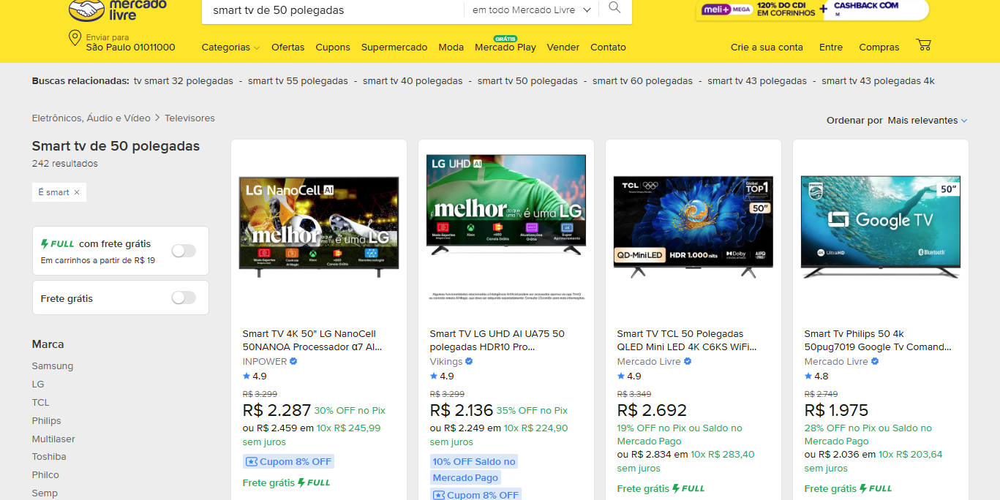 mercado
livre
smart tv de 50 polegadas
em todo Mercado Livre
meli+ MEGA 120% DO CDI
EM COFRINHOS + CASHBACK COM
M
Enviar para
São Paulo 01011000
GRÁTIS
Categorias Ofertas Cupons Supermercado Moda Mercado Play Vender Contato
Crie a sua conta Entre Compras
Buscas relacionadas: tv smart 32 polegadas - smart tv 55 polegadas - smart tv 40 polegadas - smart tv 50 polegadas - smart tv 60 polegadas - smart tv 43 polegadas - smart tv 43 polegadas 4k
Eletrônicos, Áudio e Vídeo > Televisores
Ordenar por Mais relevantes
Smart tv de 50 polegadas
242 resultados
É smart ×
FULL com frete grátis
Em carrinhos a partir de R$ 19
Frete grátis
Marca
Samsung
LG
TCL
Philips
Multilaser
Toshiba
Philco
Semp
LG NanoCell AI
melhor do que uma TV é uma LG
Smart TV 4K 50" LG NanoCell
50NANOA Processador α7 AI...
INPOWER
4.9
R$ 3.299
R$ 2.287 30% OFF no Pix
ou R$ 2.459 em 10x R$ 245,99
sem juros
Cupom 8% OFF
Frete grátis FULL
LG UHD AI
melhor do que uma TV é uma LG
Smart TV LG UHD AI UA75 50
polegadas HDR10 Pro...
Vikings
4.9
R$ 3.299
R$ 2.136 35% OFF no Pix
ou R$ 2.249 em 10x R$ 224,90
sem juros
10% OFF Saldo no
Mercado Pago
Cupom 8% OFF
TCL
Global
TOP1
50”
QD-MiniLED HDR 1.000 nits Dolby AIPQ
Smart TV TCL 50 Polegadas
QLED Mini LED 4K C6KS WiFi...
Mercado Livre
4.9
R$ 3.349
R$ 2.692
19% OFF no Pix ou Saldo no
Mercado Pago
ou R$ 2.834 em 10x R$ 283,40
sem juros
Frete grátis FULL
PHILIPS
50”
Google TV
4K UltraHD Bluetooth
Smart Tv Philips 50 4k
50pug7019 Google Tv Comand...
Mercado Livre
4.8
R$ 2.749
R$ 1.975
28% OFF no Pix ou Saldo no
Mercado Pago
ou R$ 2.036 em 10x R$ 203,64
sem juros
Frete grátis FULL